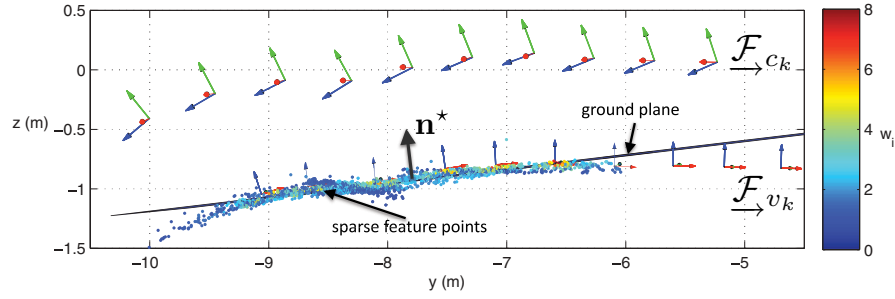 0.5
0
−0.5
−1
−1.5
z (m)
ℱ c_k
ground plane
n*
ℱ v_k
sparse feature points
−10
−9
−8
−7
−6
−5
y (m)
8
6
4
2
0
w_i